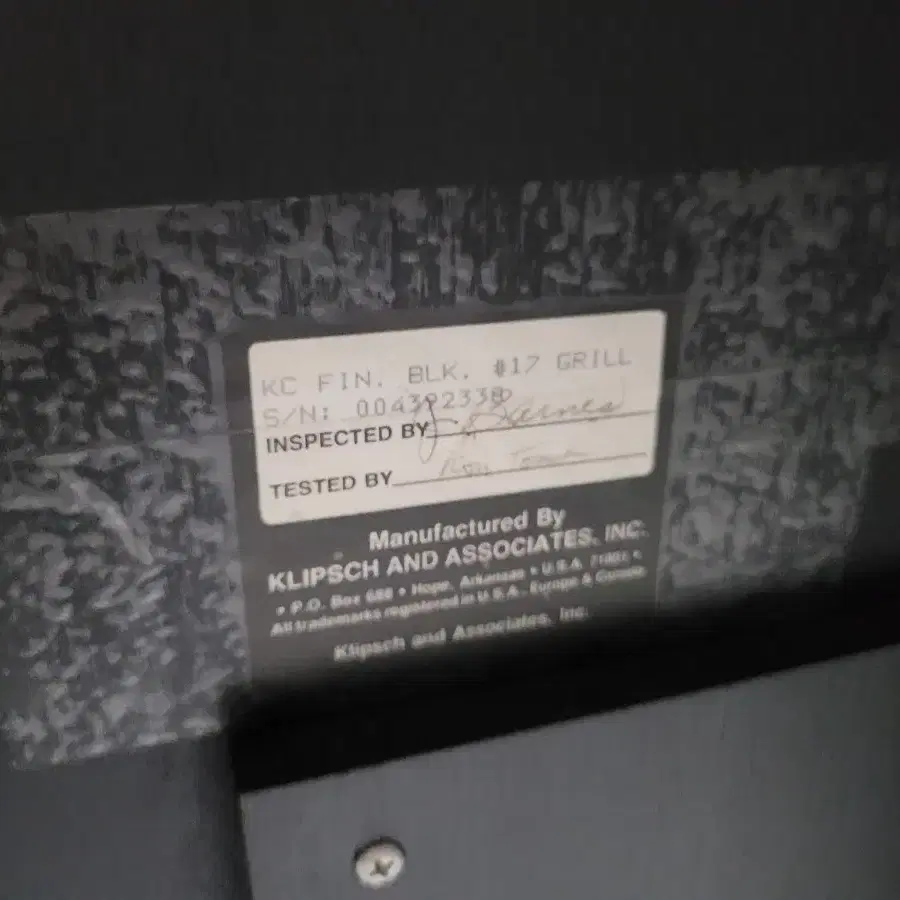 KC FIN. BLK. #17 GRILL
S/N: 004392338
INSPECTED BY
TESTED BY
Manufactured By
KLIPSCH AND ASSOCIATES, INC.
• P.O. Box 688 • Hope, Arkansas • U.S.A. 71801 •
All trademarks registered in U.S.A., Europe & Canada
Klipsch and Associates, Inc.